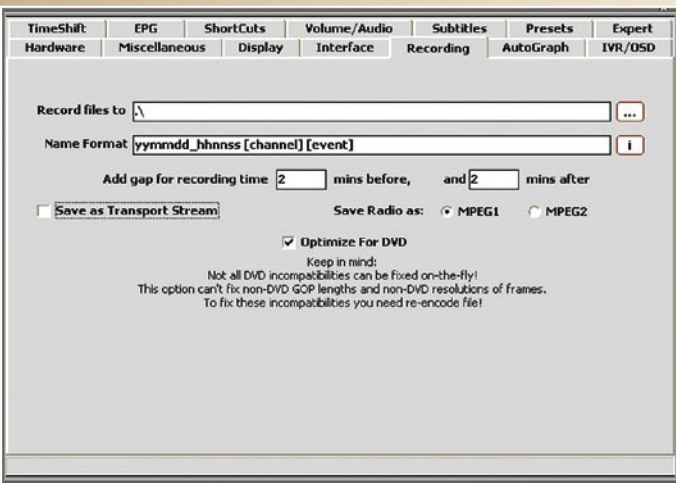 TimeShift EPG ShortCuts Volume/Audio Subtitles Presets Expert
Hardware Miscellaneous Display Interface Recording AutoGraph IVR/OSD
Record files to .\ ...
Name Format yymmdd_hhnnss [channel] [event] i
Add gap for recording time 2 mins before, and 2 mins after
Save as Transport Stream Save Radio as: MPEG1 MPEG2
Optimize For DVD
Keep in mind:
Not all DVD incompatibilities can be fixed on-the-fly!
This option can't fix non-DVD GOP lengths and non-DVD resolutions of frames.
To fix these incompatibilities you need re-encode file!